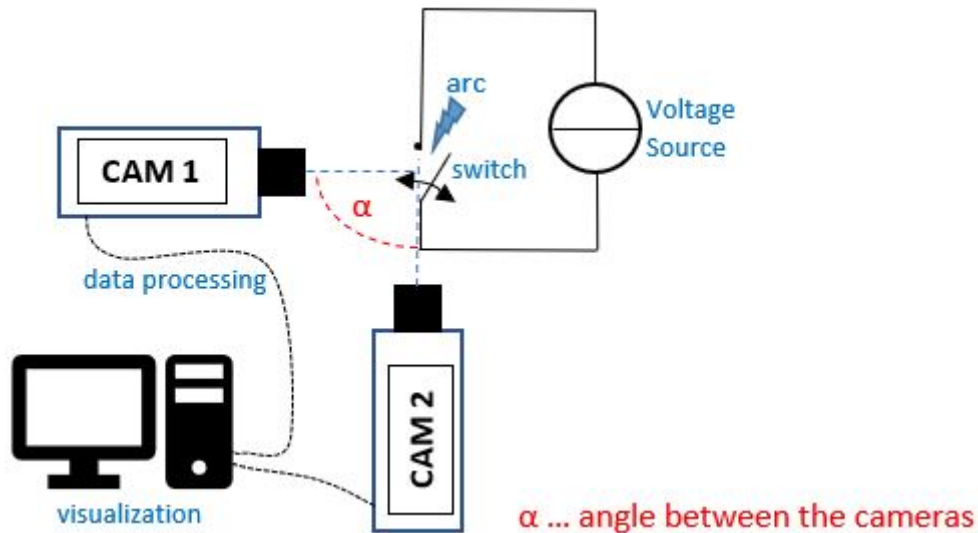 arc
Voltage
Source
CAM 1
switch
α
data processing
CAM 2
visualization
α ... angle between the cameras